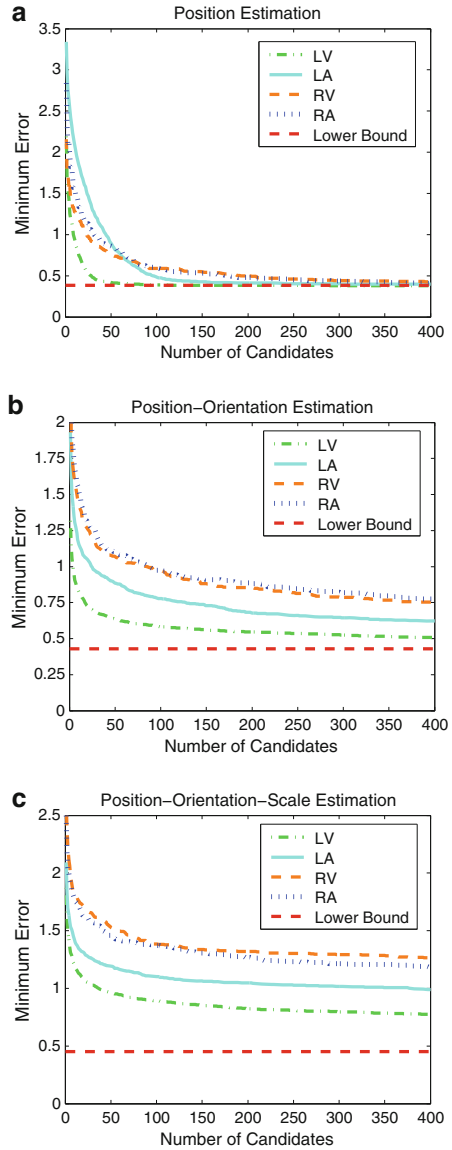 a
Position Estimation
3.5
3
2.5
2
1.5
1
0.5
0
Minimum Error
LV
LA
RV
RA
Lower Bound
0 50 100 150 200 250 300 350 400
Number of Candidates
b
Position−Orientation Estimation
2
1.75
1.5
1.25
1
0.75
0.5
0.25
0
Minimum Error
LV
LA
RV
RA
Lower Bound
0 50 100 150 200 250 300 350 400
Number of Candidates
c
Position−Orientation−Scale Estimation
2.5
2
1.5
1
0.5
0
Minimum Error
LV
LA
RV
RA
Lower Bound
0 50 100 150 200 250 300 350 400
Number of Candidates